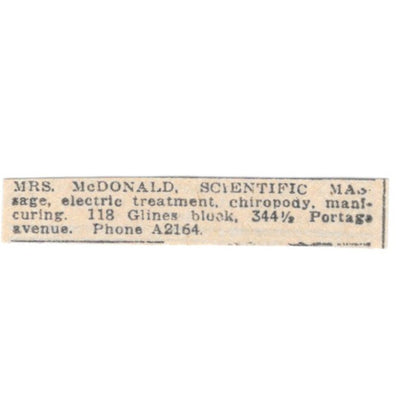 MRS. McDONALD, SCIENTIFIC MAS-
sage, electric treatment, chiropody, mani-
curing. 118 Glines block, 344½ Portage
avenue. Phone A2164.